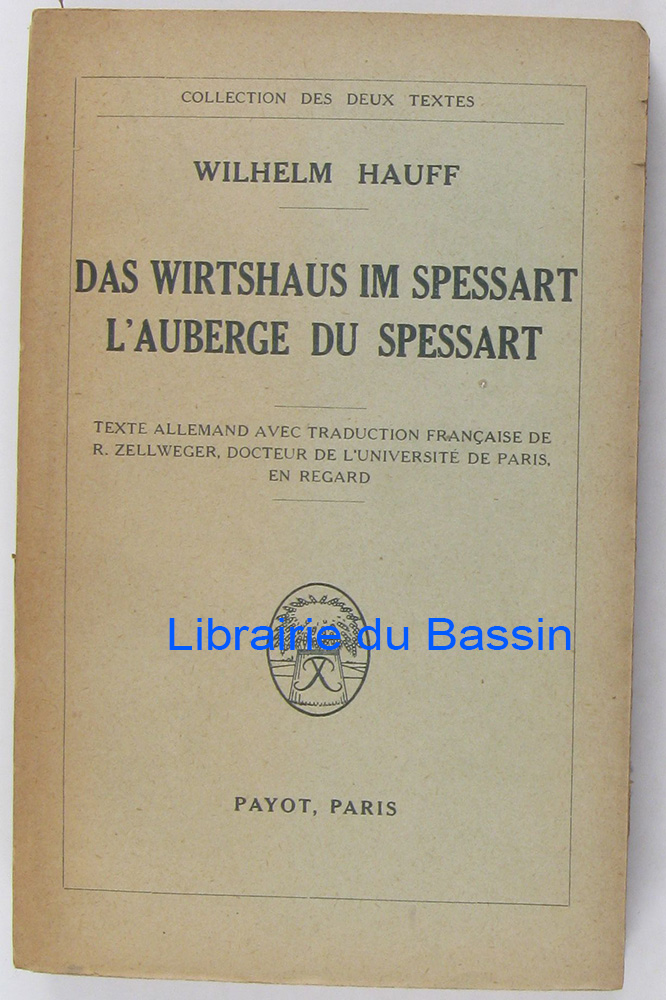 COLLECTION DES DEUX TEXTES
WILHELM HAUFF
DAS WIRTSHAUS IM SPESSART
L'AUBERGE DU SPESSART
TEXTE ALLEMAND AVEC TRADUCTION FRANÇAISE DE
R. ZELLWEGER, DOCTEUR DE L'UNIVERSITÉ DE PARIS,
EN REGARD
Librairie du Bassin
PAYOT, PARIS